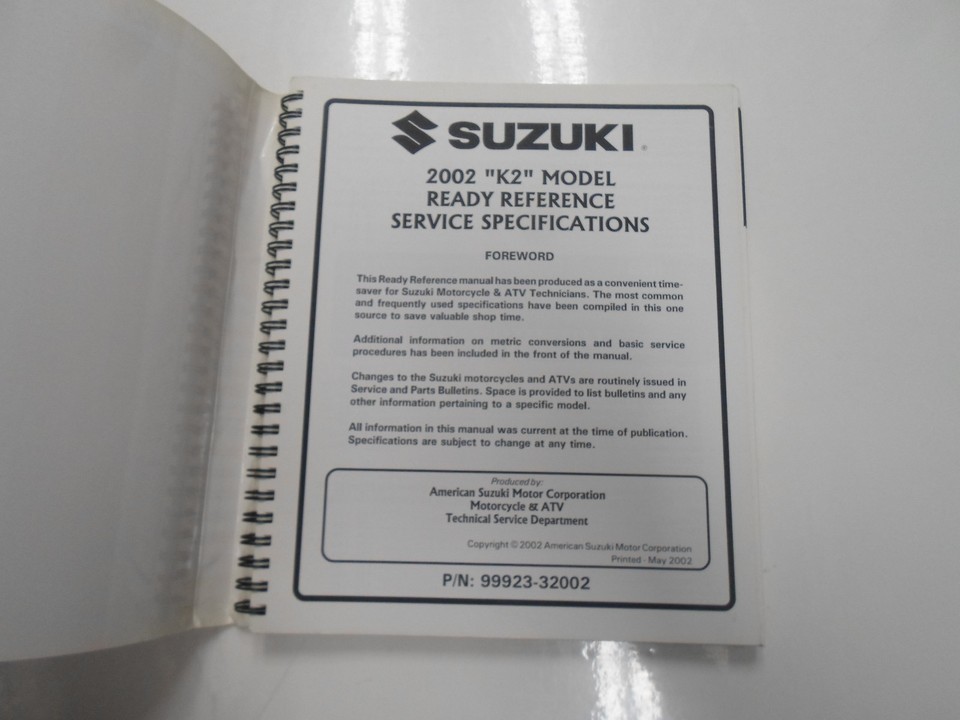 SUZUKI®
2002 "K2" MODEL
READY REFERENCE
SERVICE SPECIFICATIONS
FOREWORD
This Ready Reference manual has been produced as a convenient time-
saver for Suzuki Motorcycle & ATV Technicians. The most common
and frequently used specifications have been compiled in this one
source to save valuable shop time.
Additional information on metric conversions and basic service
procedures has been included in the front of the manual.
Changes to the Suzuki motorcycles and ATVs are routinely issued in
Service and Parts Bulletins. Space is provided to list bulletins and any
other information pertaining to a specific model.
All information in this manual was current at the time of publication.
Specifications are subject to change at any time.
Produced by:
American Suzuki Motor Corporation
Motorcycle & ATV
Technical Service Department
Copyright © 2002 American Suzuki Motor Corporation
Printed - May 2002
P/N: 99923-32002